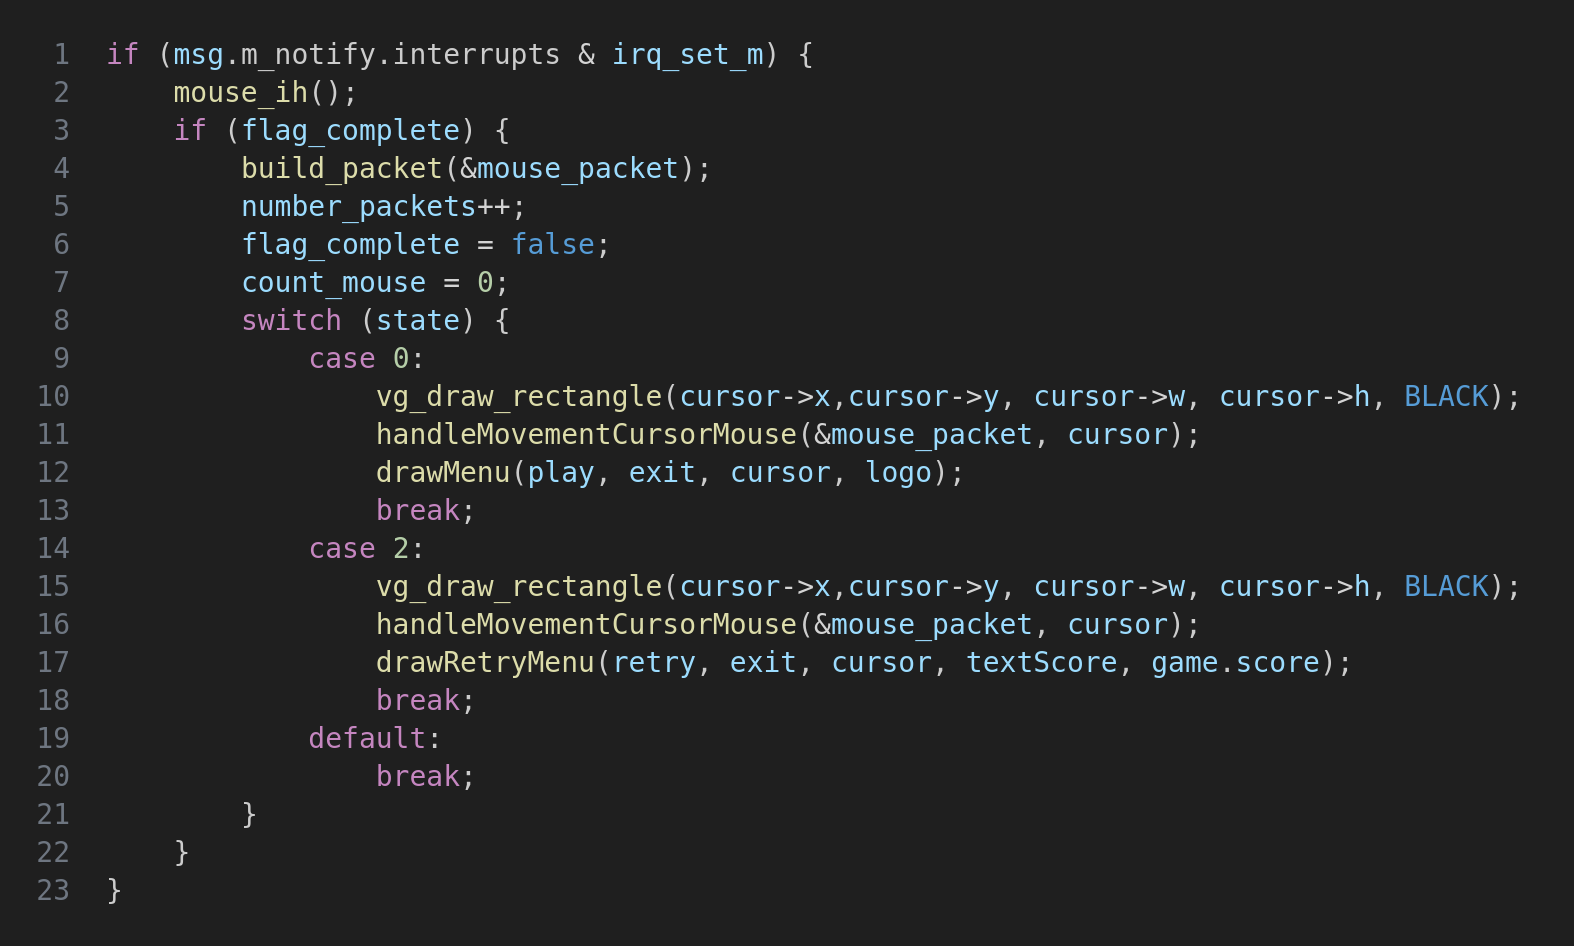 1 if (msg.m_notify.interrupts & irq_set_m) {
2     mouse_ih();
3     if (flag_complete) {
4         build_packet(&mouse_packet);
5         number_packets++;
6         flag_complete = false;
7         count_mouse = 0;
8         switch (state) {
9             case 0:
10                 vg_draw_rectangle(cursor->x,cursor->y, cursor->w, cursor->h, BLACK);
11                 handleMovementCursorMouse(&mouse_packet, cursor);
12                 drawMenu(play, exit, cursor, logo);
13                 break;
14             case 2:
15                 vg_draw_rectangle(cursor->x,cursor->y, cursor->w, cursor->h, BLACK);
16                 handleMovementCursorMouse(&mouse_packet, cursor);
17                 drawRetryMenu(retry, exit, cursor, textScore, game.score);
18                 break;
19             default:
20                 break;
21         }
22     }
23 }